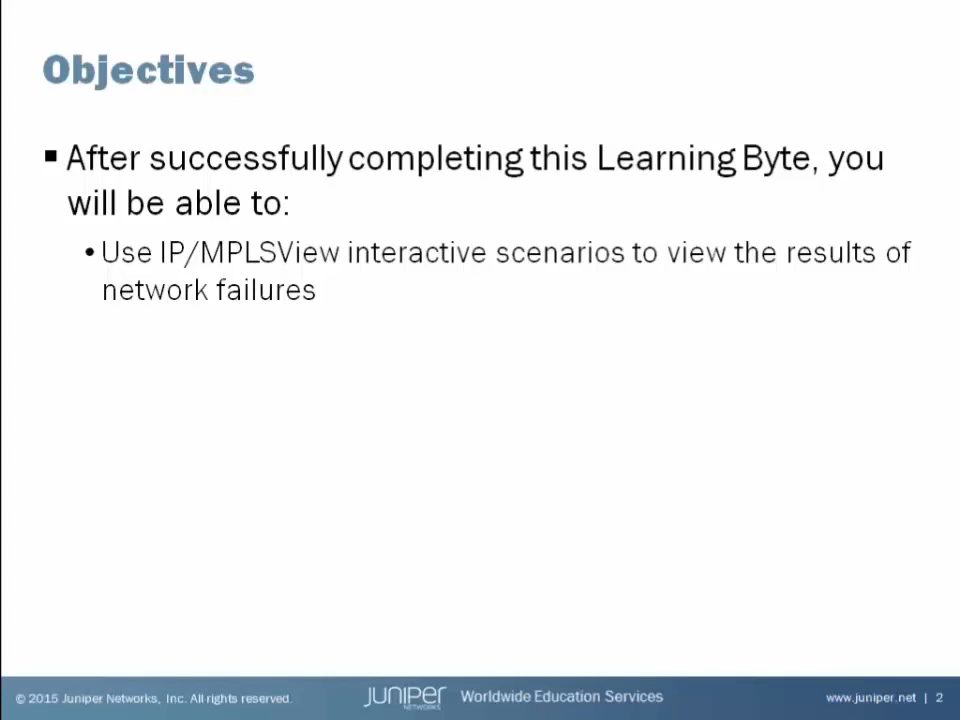 Objectives
▪ After successfully completing this Learning Byte, you
will be able to:
• Use IP/MPLSView interactive scenarios to view the results of
network failures
© 2015 Juniper Networks, Inc. All rights reserved.
JUNIPER
NETWORKS
Worldwide Education Services
www.juniper.net | 2